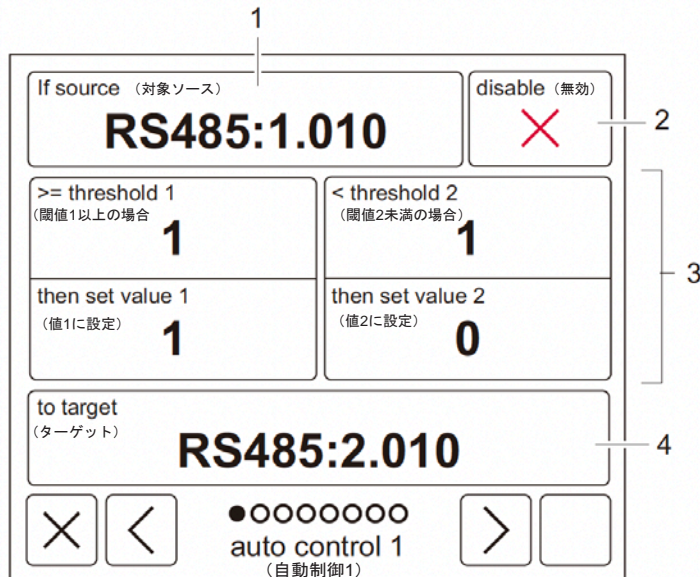 1
If source （対象ソース）
RS485:1.010
disable（無効）
2
>= threshold 1
（閾値1以上の場合
1
< threshold 2
（閾値2未満の場合）
1
3
then set value 1
（値1に設定）
1
then set value 2
（値2に設定）
0
to target
（ターゲット）
RS485:2.010
4
auto control 1
（自動制御1）